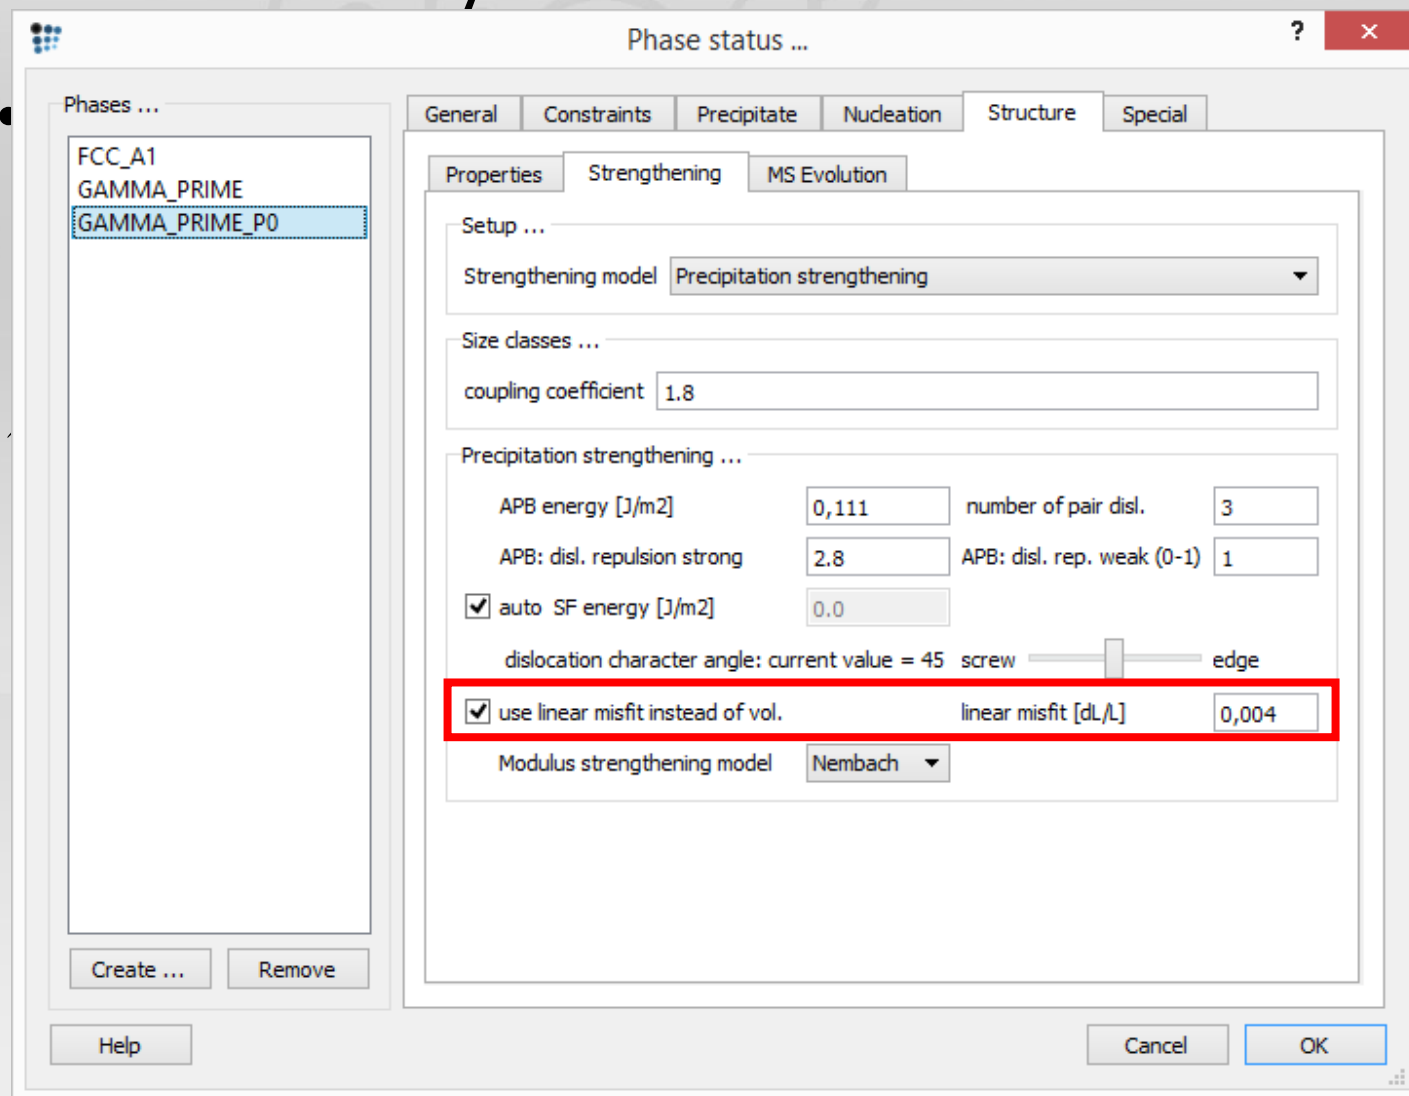 Phase status ...
?
Phases ...
FCC_A1
GAMMA_PRIME
GAMMA_PRIME_P0
Create ...
Remove
General
Constraints
Precipitate
Nucleation
Structure
Special
Properties
Strengthening
MS Evolution
Setup ...
Strengthening model Precipitation strengthening
Size classes ...
coupling coefficient 1.8
Precipitation strengthening ...
APB energy [J/m2] 0,111 number of pair disl. 3
APB: disl. repulsion strong 2.8 APB: disl. rep. weak (0-1) 1
auto SF energy [J/m2] 0.0
dislocation character angle: current value = 45 screw edge
use linear misfit instead of vol. linear misfit [dL/L] 0,004
Modulus strengthening model Nembach
Help
Cancel
OK